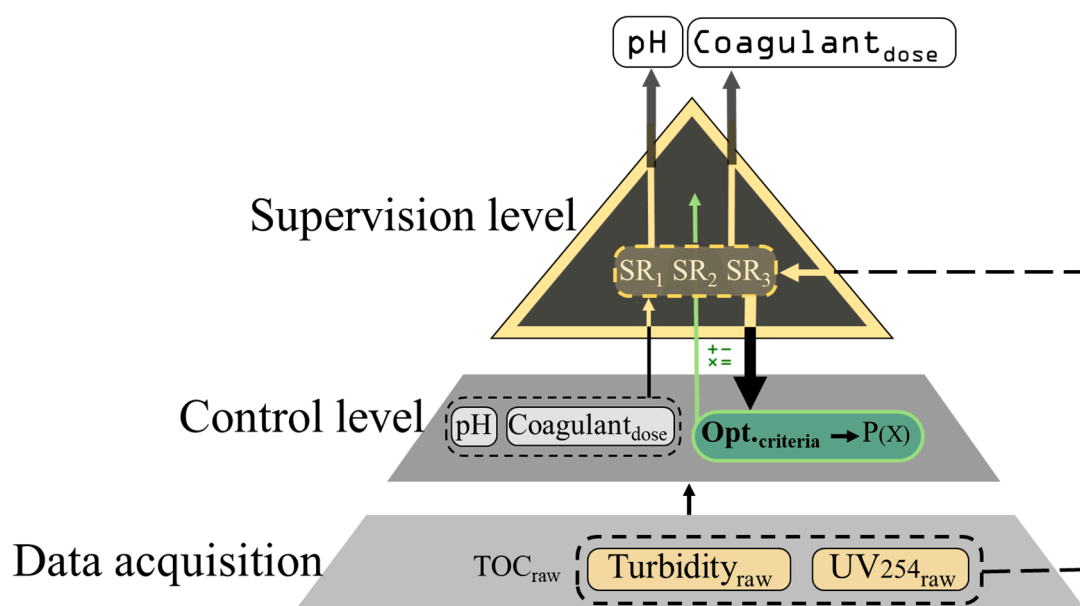 pH Coagulant_dose
Supervision level
SR₁ SR₂ SR₃
+ −
× =
Control level
pH Coagulant_dose
Opt._criteria → P(X)
Data acquisition
TOC_raw Turbidity_raw UV254_raw